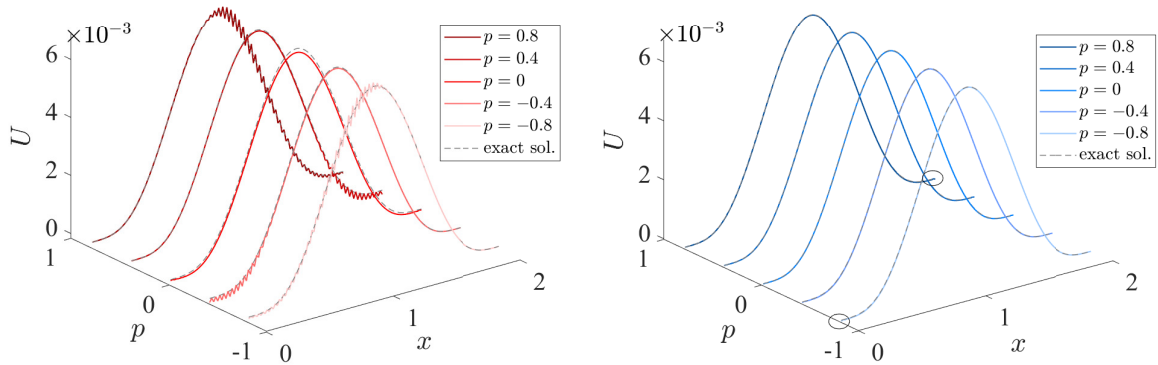 ×10⁻³
6
4
2
0
U
1
0
-1
p
0
1
2
x
p = 0.8
p = 0.4
p = 0
p = −0.4
p = −0.8
exact sol.
×10⁻³
6
4
2
0
U
1
0
-1
p
0
1
2
x
p = 0.8
p = 0.4
p = 0
p = −0.4
p = −0.8
exact sol.